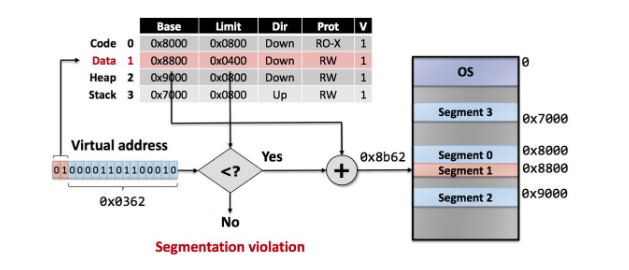 Base Limit Dir Prot V
Code 0 0x8000 0x0800 Down RO-X 1
Data 1 0x8800 0x0400 Down RW 1
Heap 2 0x9000 0x0800 Down RW 1
Stack 3 0x7000 0x0800 Up RW 1
Virtual address
0100001101100010
0x0362
<?
Yes
No
Segmentation violation
+
0x8b62
OS
0
Segment 3
0x7000
Segment 0
0x8000
Segment 1
0x8800
Segment 2
0x9000